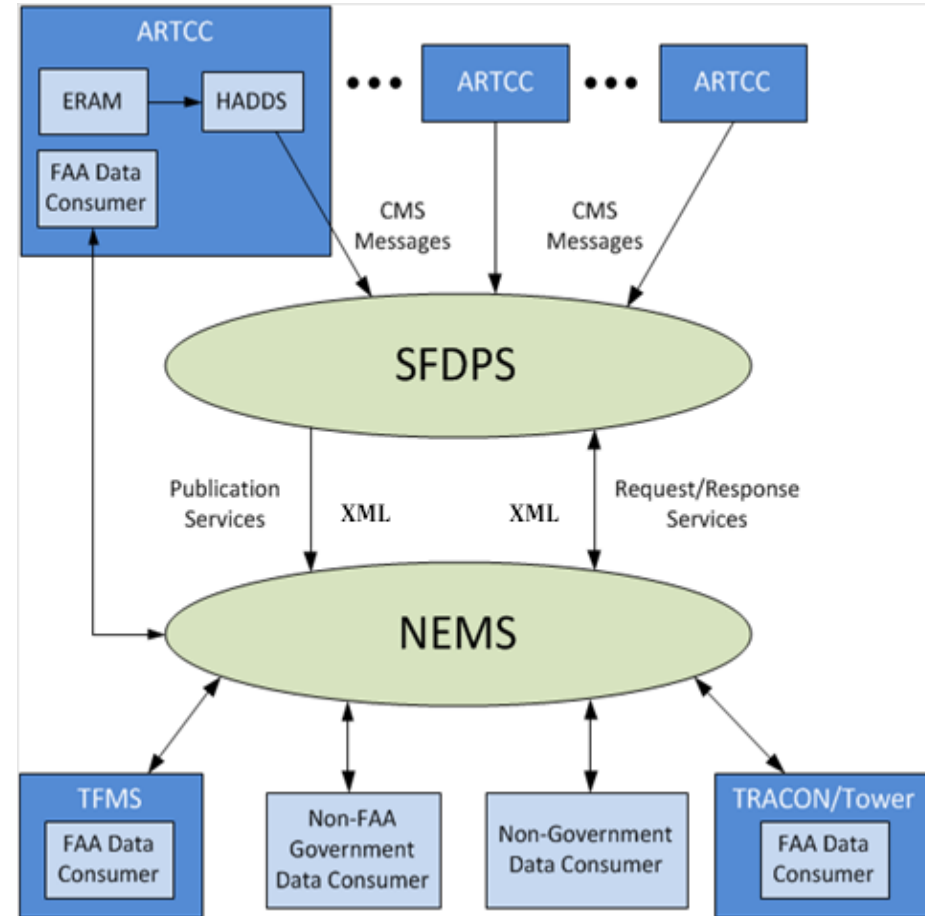 ARTCC
ERAM
HADDS
FAA Data
Consumer
ARTCC
ARTCC
CMS
Messages
CMS
Messages
SFDPS
Publication
Services
XML
XML
Request/Response
Services
NEMS
TFMS
FAA Data
Consumer
Non-FAA
Government
Data Consumer
Non-Government
Data Consumer
TRACON/Tower
FAA Data
Consumer